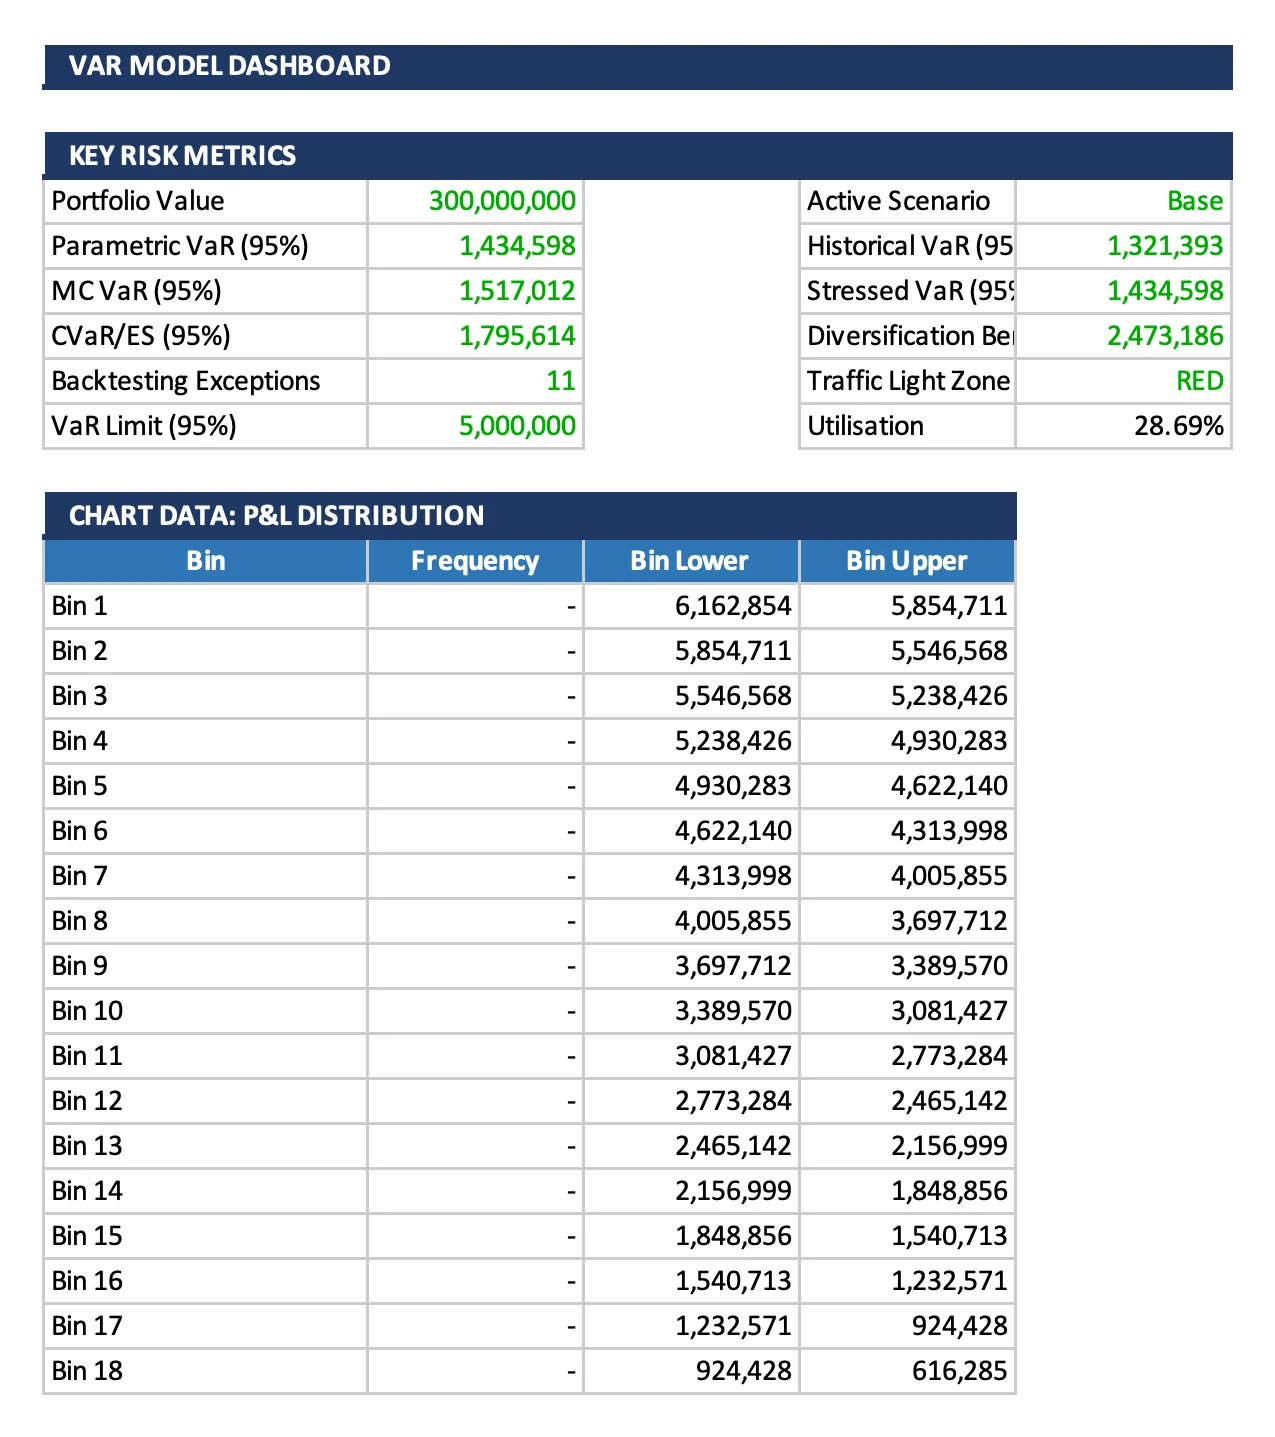 VAR MODEL DASHBOARD
KEY RISK METRICS
Portfolio Value 300,000,000 Active Scenario Base
Parametric VaR (95%) 1,434,598 Historical VaR (95 1,321,393
MC VaR (95%) 1,517,012 Stressed VaR (95% 1,434,598
CVaR/ES (95%) 1,795,614 Diversification Be 2,473,186
Backtesting Exceptions 11 Traffic Light Zone RED
VaR Limit (95%) 5,000,000 Utilisation 28.69%
CHART DATA: P&L DISTRIBUTION
Bin Frequency Bin Lower Bin Upper
Bin 1 - 6,162,854 5,854,711
Bin 2 - 5,854,711 5,546,568
Bin 3 - 5,546,568 5,238,426
Bin 4 - 5,238,426 4,930,283
Bin 5 - 4,930,283 4,622,140
Bin 6 - 4,622,140 4,313,998
Bin 7 - 4,313,998 4,005,855
Bin 8 - 4,005,855 3,697,712
Bin 9 - 3,697,712 3,389,570
Bin 10 - 3,389,570 3,081,427
Bin 11 - 3,081,427 2,773,284
Bin 12 - 2,773,284 2,465,142
Bin 13 - 2,465,142 2,156,999
Bin 14 - 2,156,999 1,848,856
Bin 15 - 1,848,856 1,540,713
Bin 16 - 1,540,713 1,232,571
Bin 17 - 1,232,571 924,428
Bin 18 - 924,428 616,285